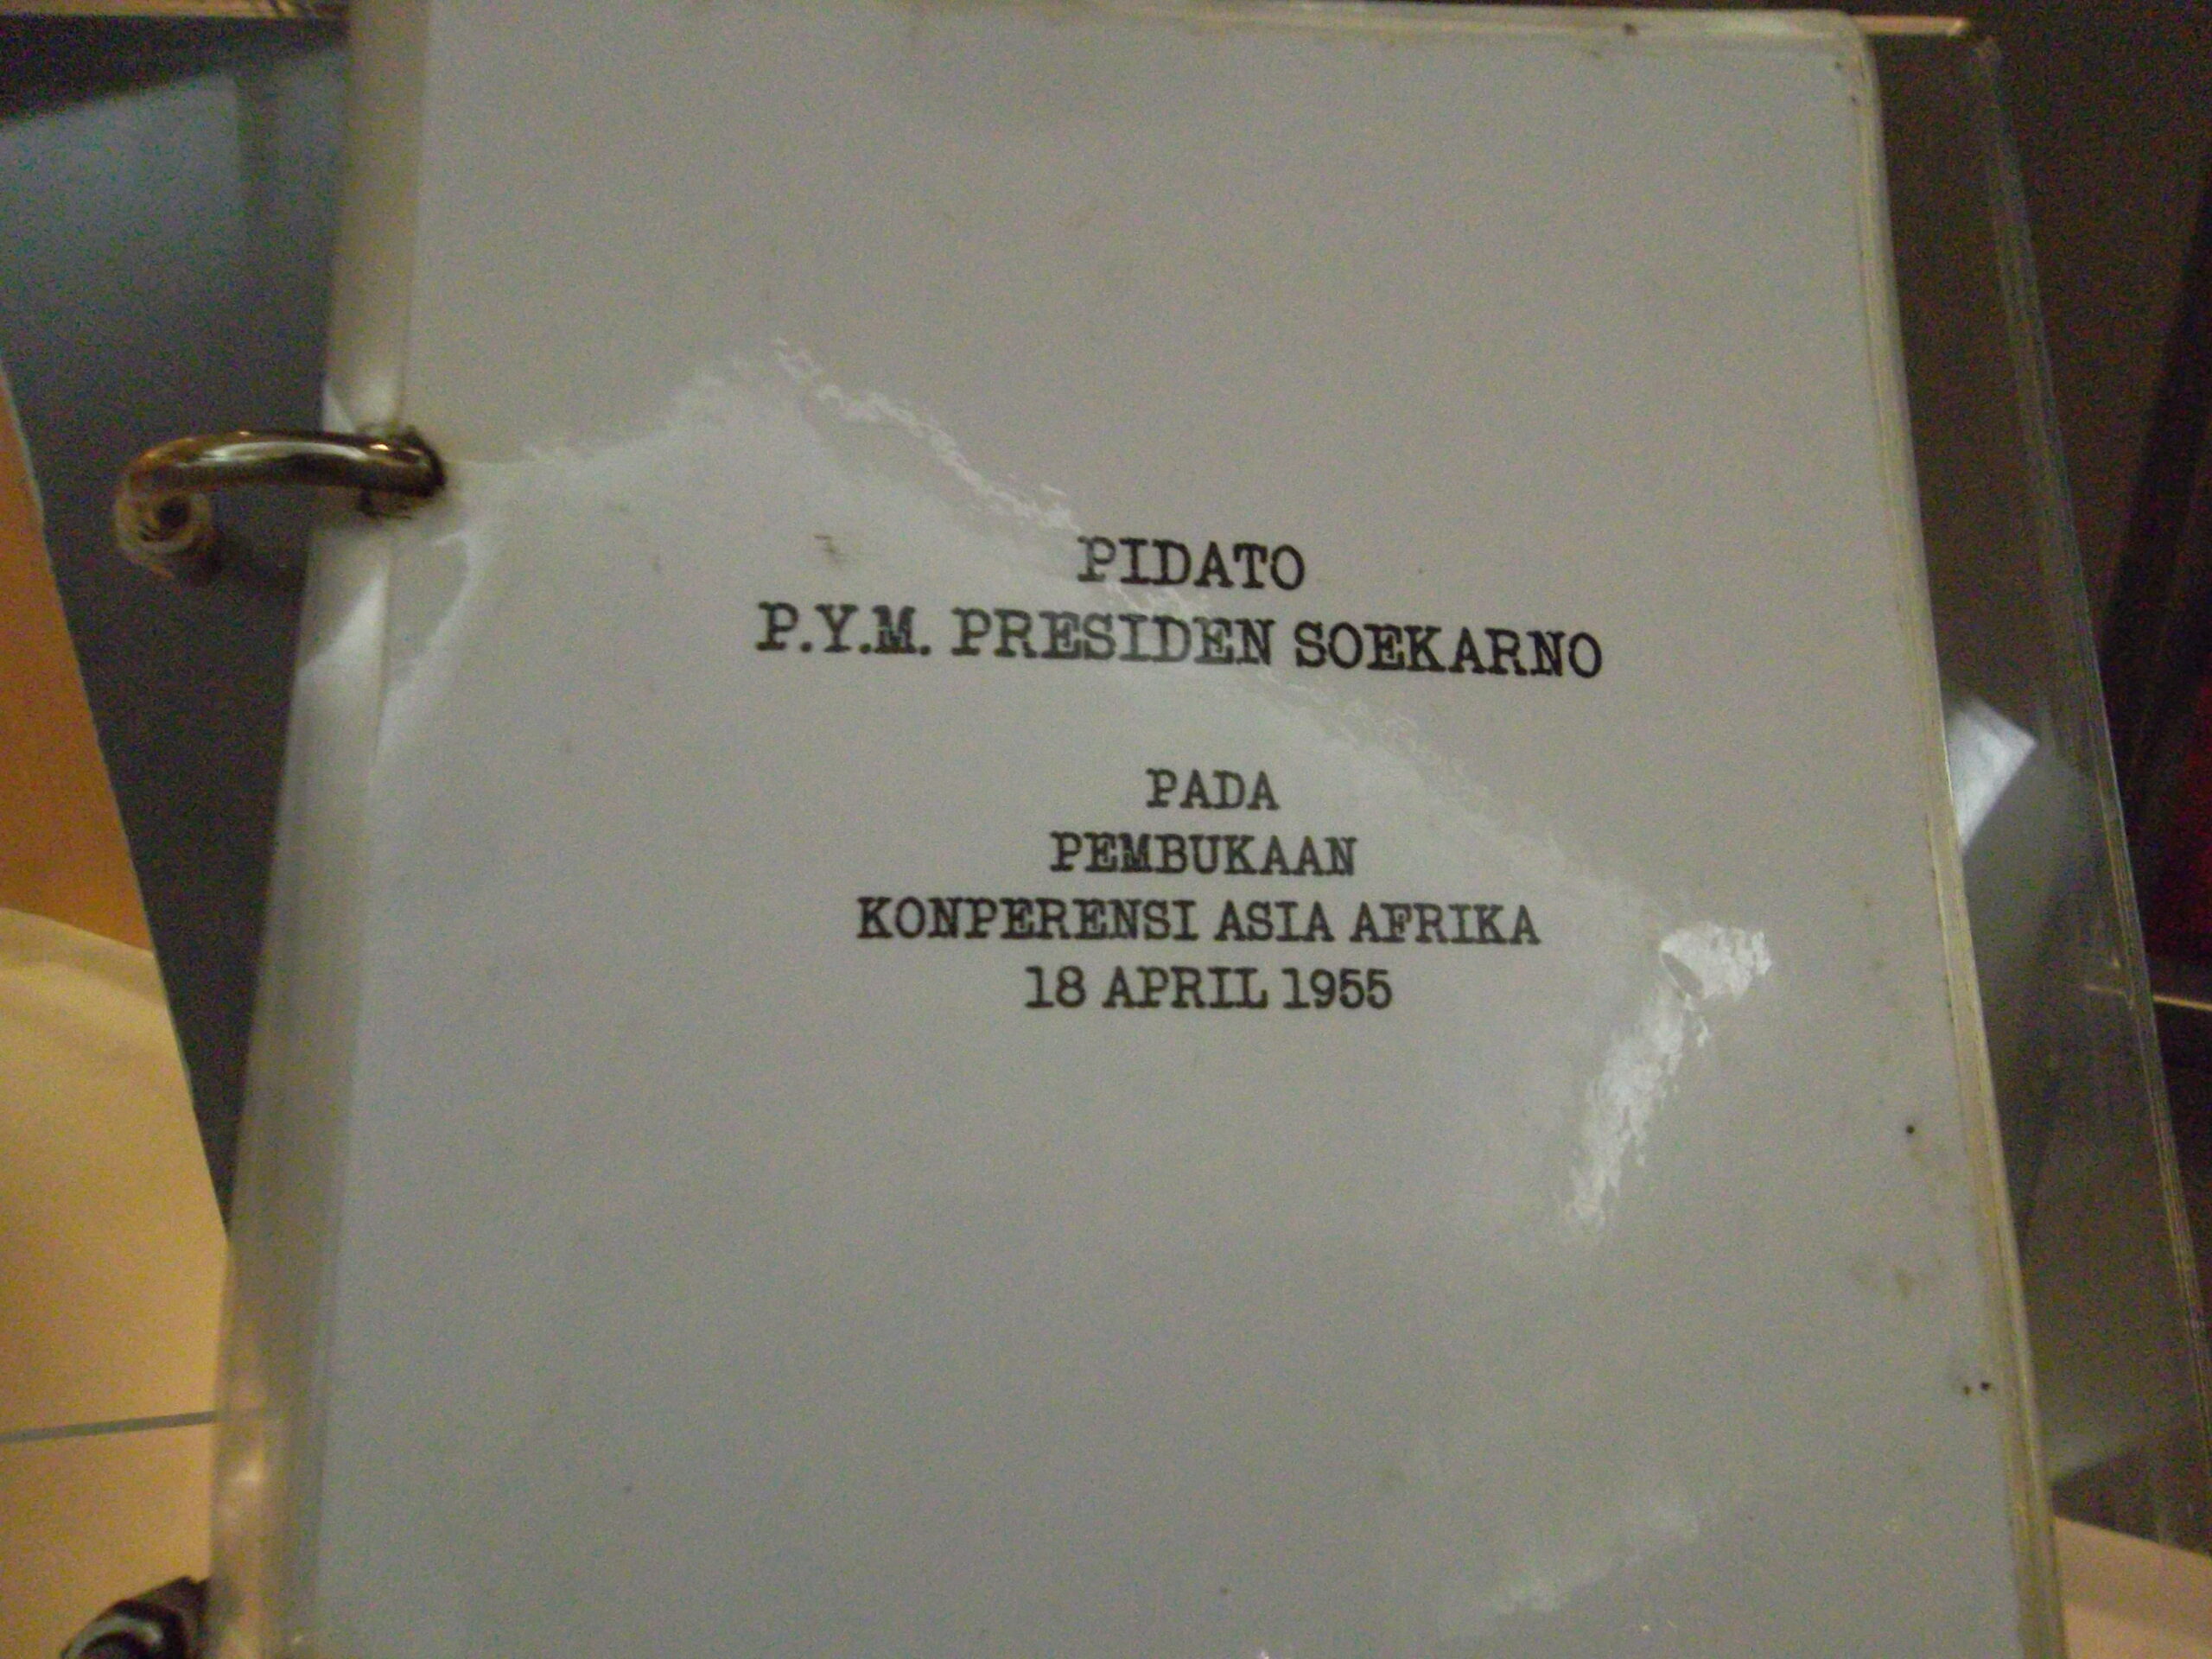 PIDATO
P.Y.M. PRESIDEN SOEKARNO
PADA
PEMBUKAAN
KONPERENSI ASIA AFRIKA
18 APRIL 1955